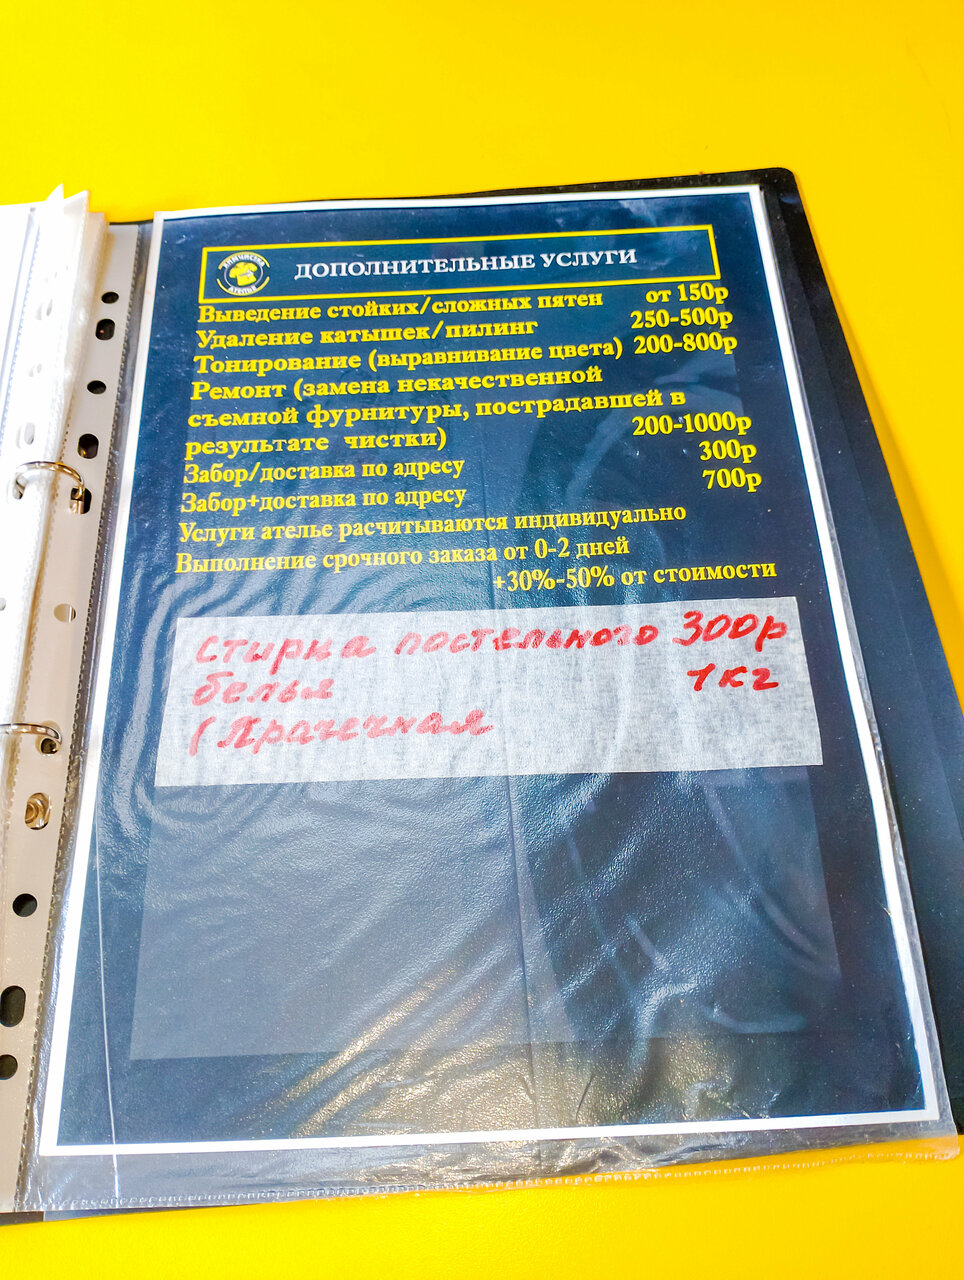 ХИМЧИСТКА
АТЕЛЬЕ
ДОПОЛНИТЕЛЬНЫЕ УСЛУГИ
Выведение стойких/сложных пятен от 150р
Удаление катышек/пилинг 250-500р
Тонирование (выравнивание цвета) 200-800р
Ремонт (замена некачественной
съемной фурнитуры, пострадавшей в
результате чистки) 200-1000р
Забор/доставка по адресу 300р
Забор+доставка по адресу 700р
Услуги ателье расчитываются индивидуально
Выполнение срочного заказа от 0-2 дней
+30%-50% от стоимости
стирка постельного 300р
белья 1кг
(Прачечная